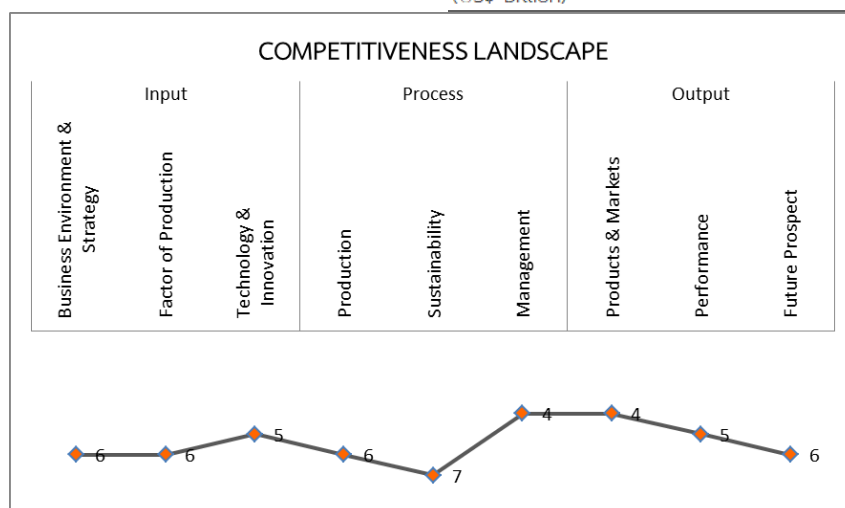 COMPETITIVENESS LANDSCAPE
Input
Process
Output
Business Environment &
Strategy
Factor of Production
Technology &
Innovation
Production
Sustainability
Management
Products & Markets
Performance
Future Prospect
6
6
5
6
7
4
4
5
6